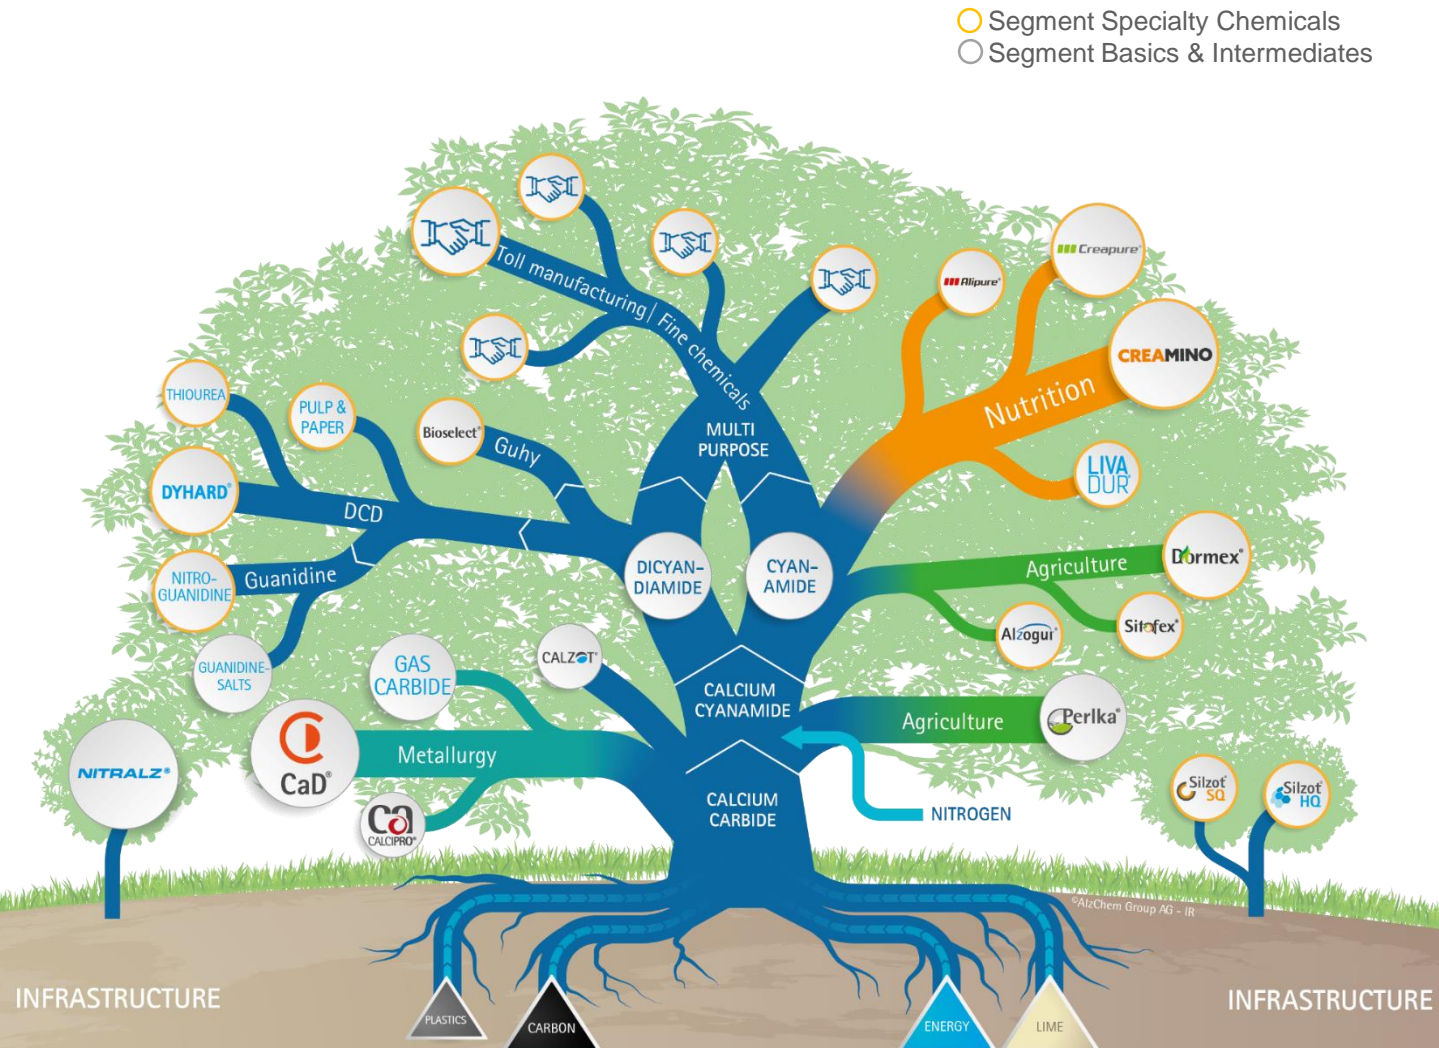 Segment Specialty Chemicals
Segment Basics & Intermediates
Toll manufacturing / Fine chemicals
Alipure®
Creapure®
CREAMINO
Nutrition
LIVA
DUR®
THIOUREA
PULP &
PAPER
Bioselect®
Guhy
MULTI
PURPOSE
DYHARD®
DCD
NITRO-
GUANIDINE
Guanidine
DICYAN-
DIAMIDE
CYAN-
AMIDE
Agriculture
Dormex®
Alzogur®
Sitofex®
GUANIDINE-
SALTS
GAS
CARBIDE
CALZOT®
CALCIUM
CYANAMIDE
Agriculture
Perlka®
NITRALZ®
CaD®
Metallurgy
ca
CALCIPRO®
CALCIUM
CARBIDE
NITROGEN
Silzot®
SQ
Silzot®
HQ
©AlzChem Group AG - IR
INFRASTRUCTURE
INFRASTRUCTURE
PLASTICS
CARBON
ENERGY
LIME